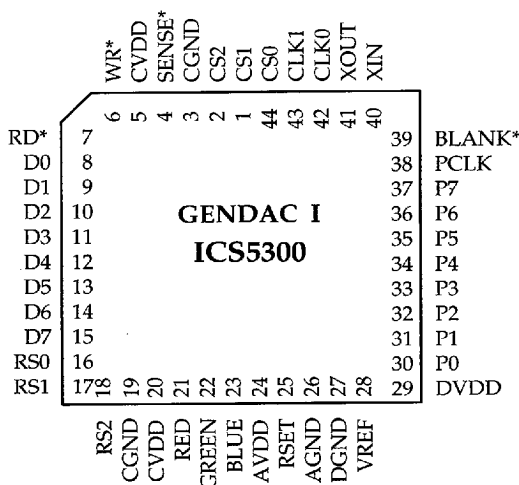 WR*
CVDD
SENSE*
CGND
CS2
CS1
CS0
CLK1
CLK0
XOUT
XIN
6 5 4 3 2 1 44 43 42 41 40
RD* 7
D0 8
D1 9
D2 10
D3 11
D4 12
D5 13
D6 14
D7 15
RS0 16
RS1 17
GENDAC I
ICS5300
39 BLANK*
38 PCLK
37 P7
36 P6
35 P5
34 P4
33 P3
32 P2
31 P1
30 P0
29 DVDD
18 19 20 21 22 23 24 25 26 27 28
RS2
CGND
CVDD
RED
GREEN
BLUE
AVDD
RSET
AGND
DGND
VREF